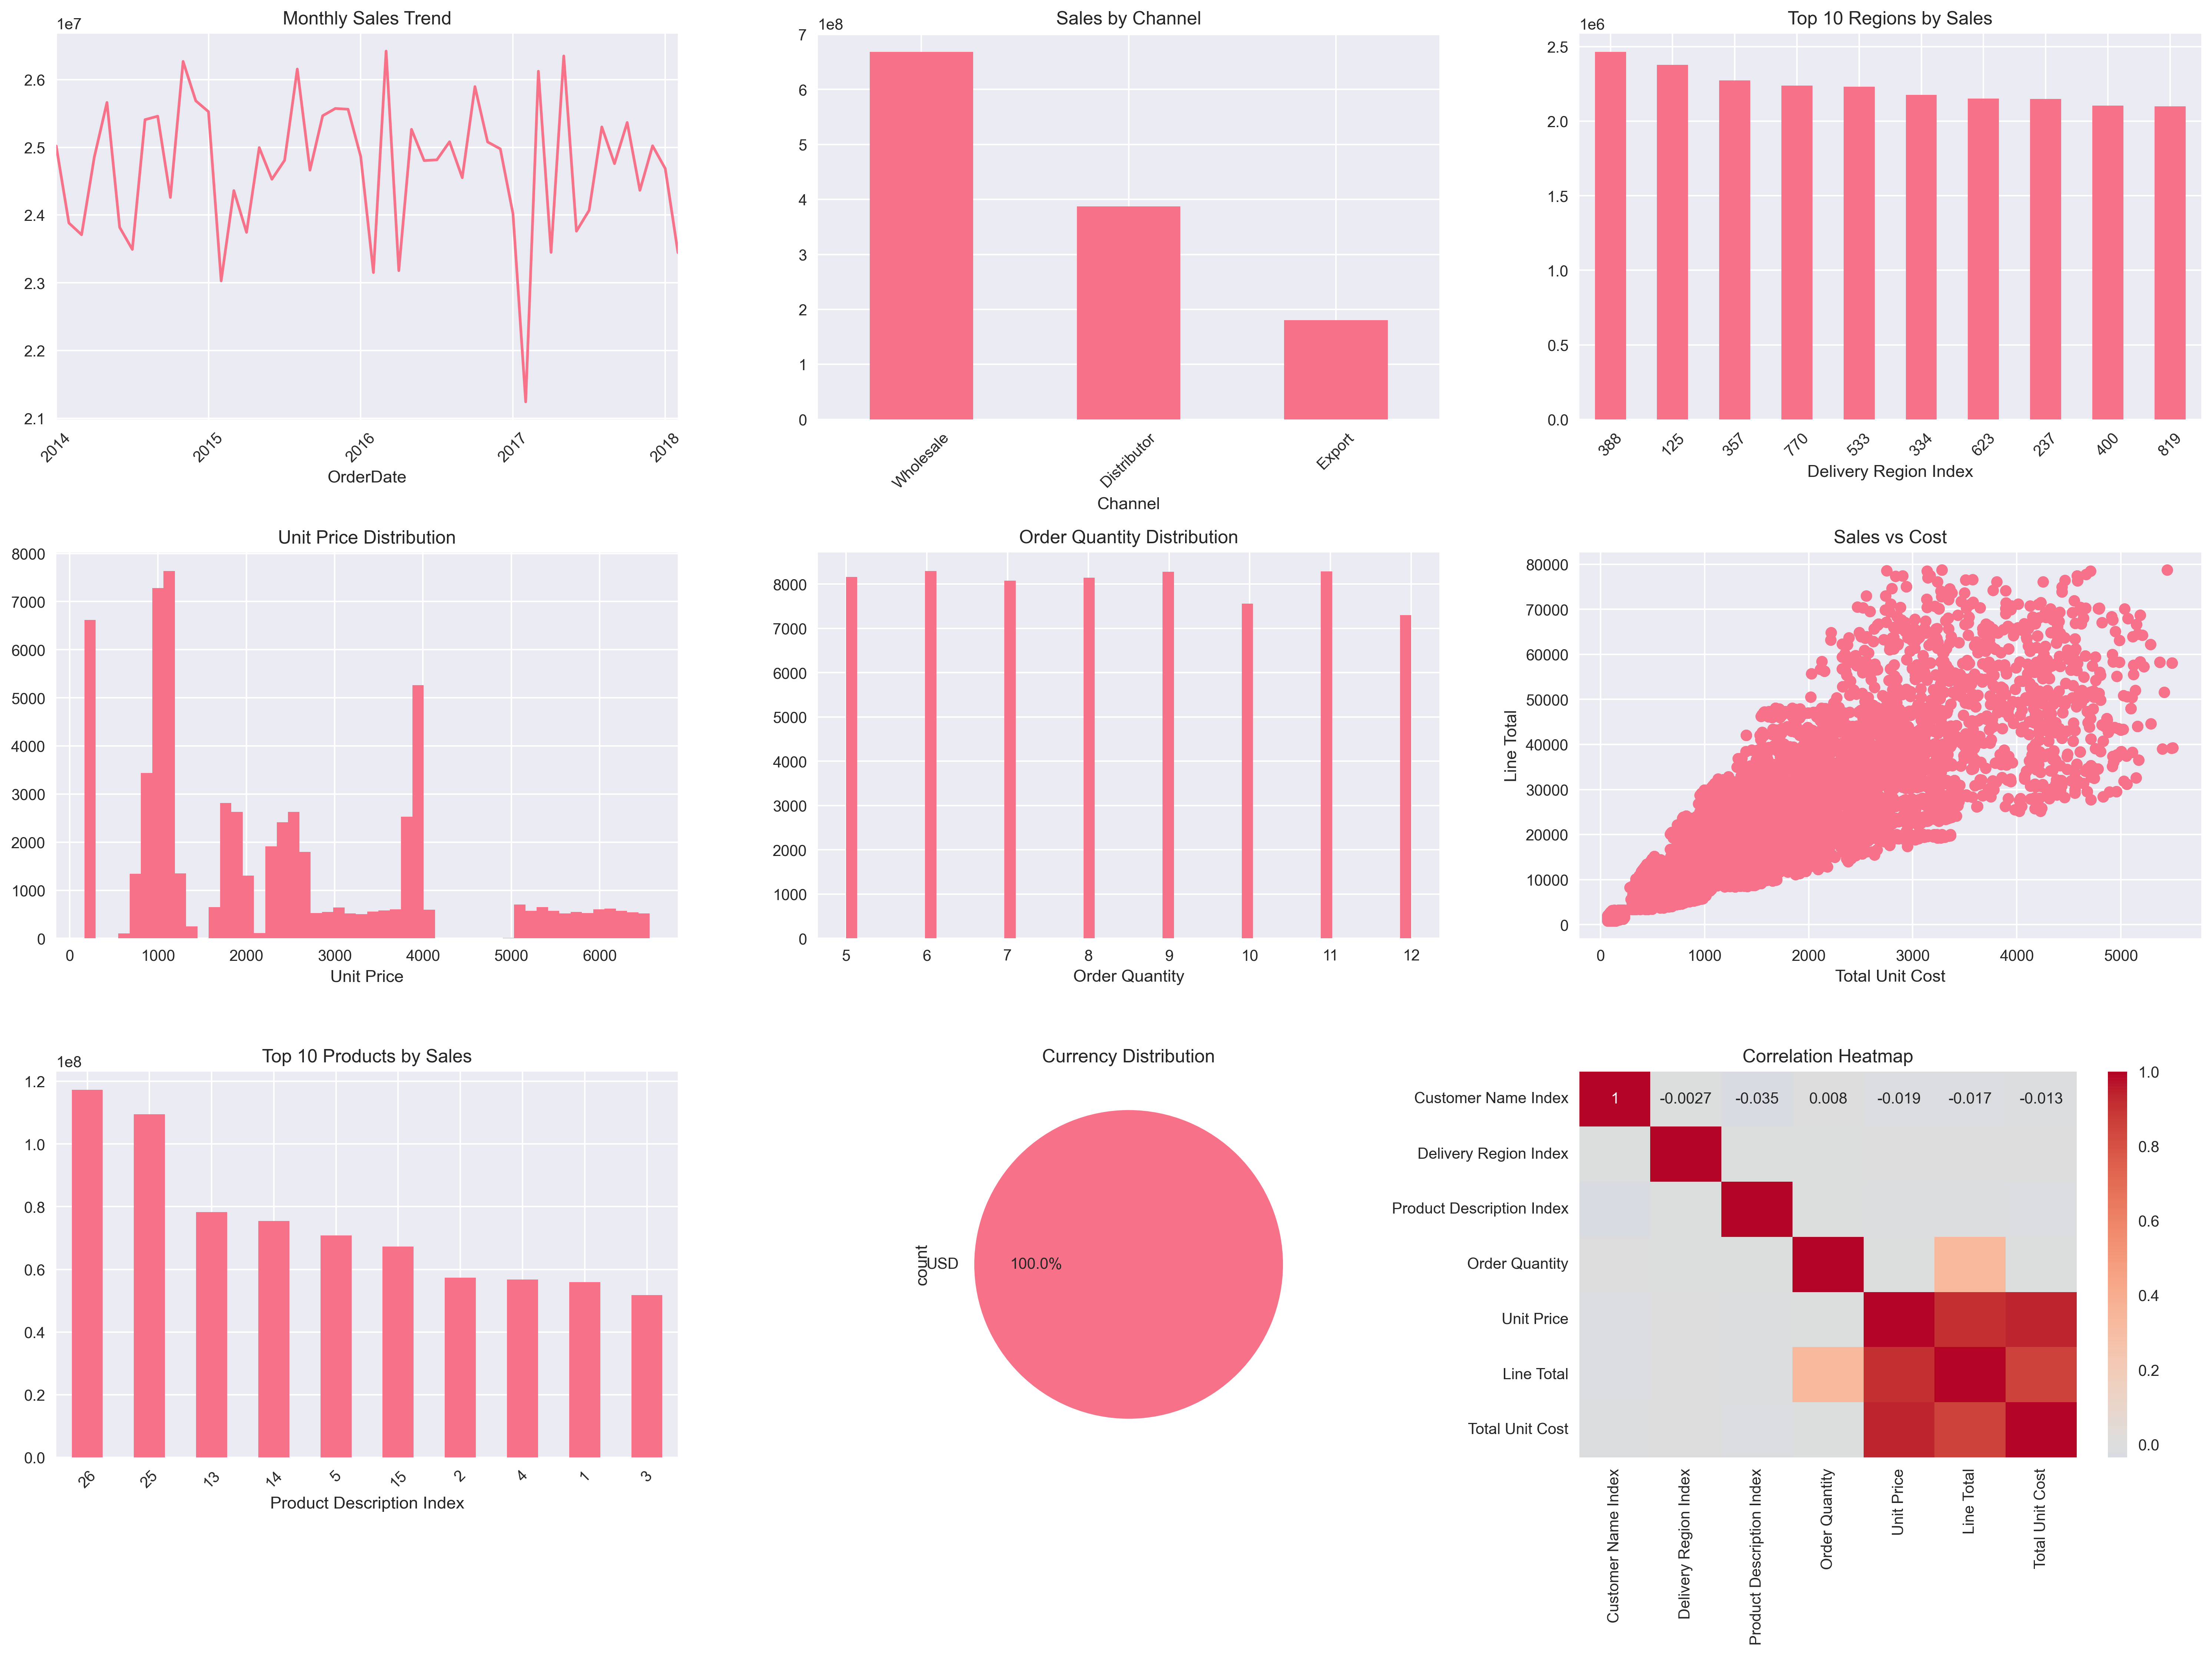 Monthly Sales Trend
1e7
2.6
2.5
2.4
2.3
2.2
2.1
2014
2015
2016
2017
2018
OrderDate
Sales by Channel
1e8
7
6
5
4
3
2
1
0
Wholesale
Distributor
Export
Channel
Top 10 Regions by Sales
1e6
2.5
2.0
1.5
1.0
0.5
0.0
388
125
357
770
533
334
623
237
400
819
Delivery Region Index
Unit Price Distribution
8000
7000
6000
5000
4000
3000
2000
1000
0
0
1000
2000
3000
4000
5000
6000
Unit Price
Order Quantity Distribution
8000
7000
6000
5000
4000
3000
2000
1000
0
5
6
7
8
9
10
11
12
Order Quantity
Sales vs Cost
Line Total
80000
70000
60000
50000
40000
30000
20000
10000
0
0
1000
2000
3000
4000
5000
Total Unit Cost
Top 10 Products by Sales
1e8
1.2
1.0
0.8
0.6
0.4
0.2
0.0
26
25
13
14
5
15
2
4
1
3
Product Description Index
Currency Distribution
count
USD
100.0%
Correlation Heatmap
Customer Name Index
1
-0.0027
-0.035
0.008
-0.019
-0.017
-0.013
Delivery Region Index
Product Description Index
Order Quantity
Unit Price
Line Total
Total Unit Cost
Customer Name Index
Delivery Region Index
Product Description Index
Order Quantity
Unit Price
Line Total
Total Unit Cost
1.0
0.8
0.6
0.4
0.2
0.0